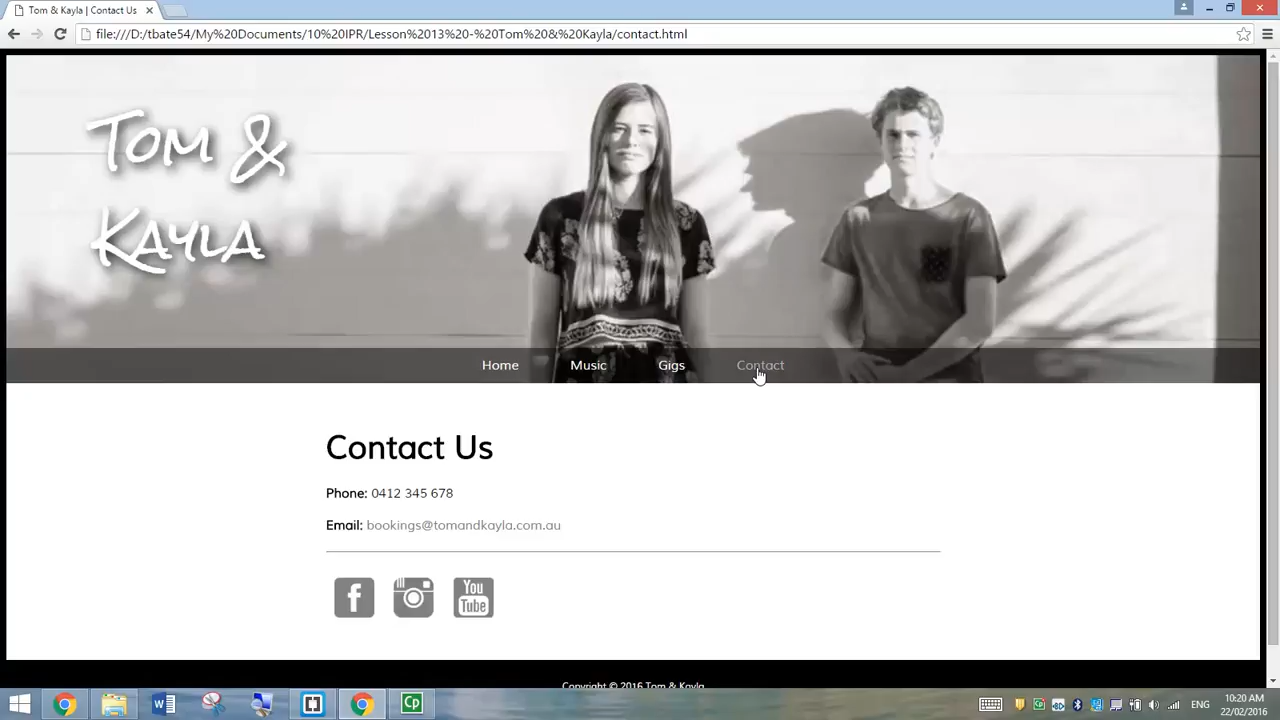 Tom & Kayla | Contact Us
file:///D:/tbate54/My%20Documents/10%20IPR/Lesson%2013%20-%20Tom%20&%20Kayla/contact.html
Tom &
Kayla
Home Music Gigs Contact
Contact Us
Phone: 0412 345 678
Email: bookings@tomandkayla.com.au
f
You
Tube
Copyright © 2016 Tom & Kayla
W
Cp
ENG
10:20 AM
22/02/2016